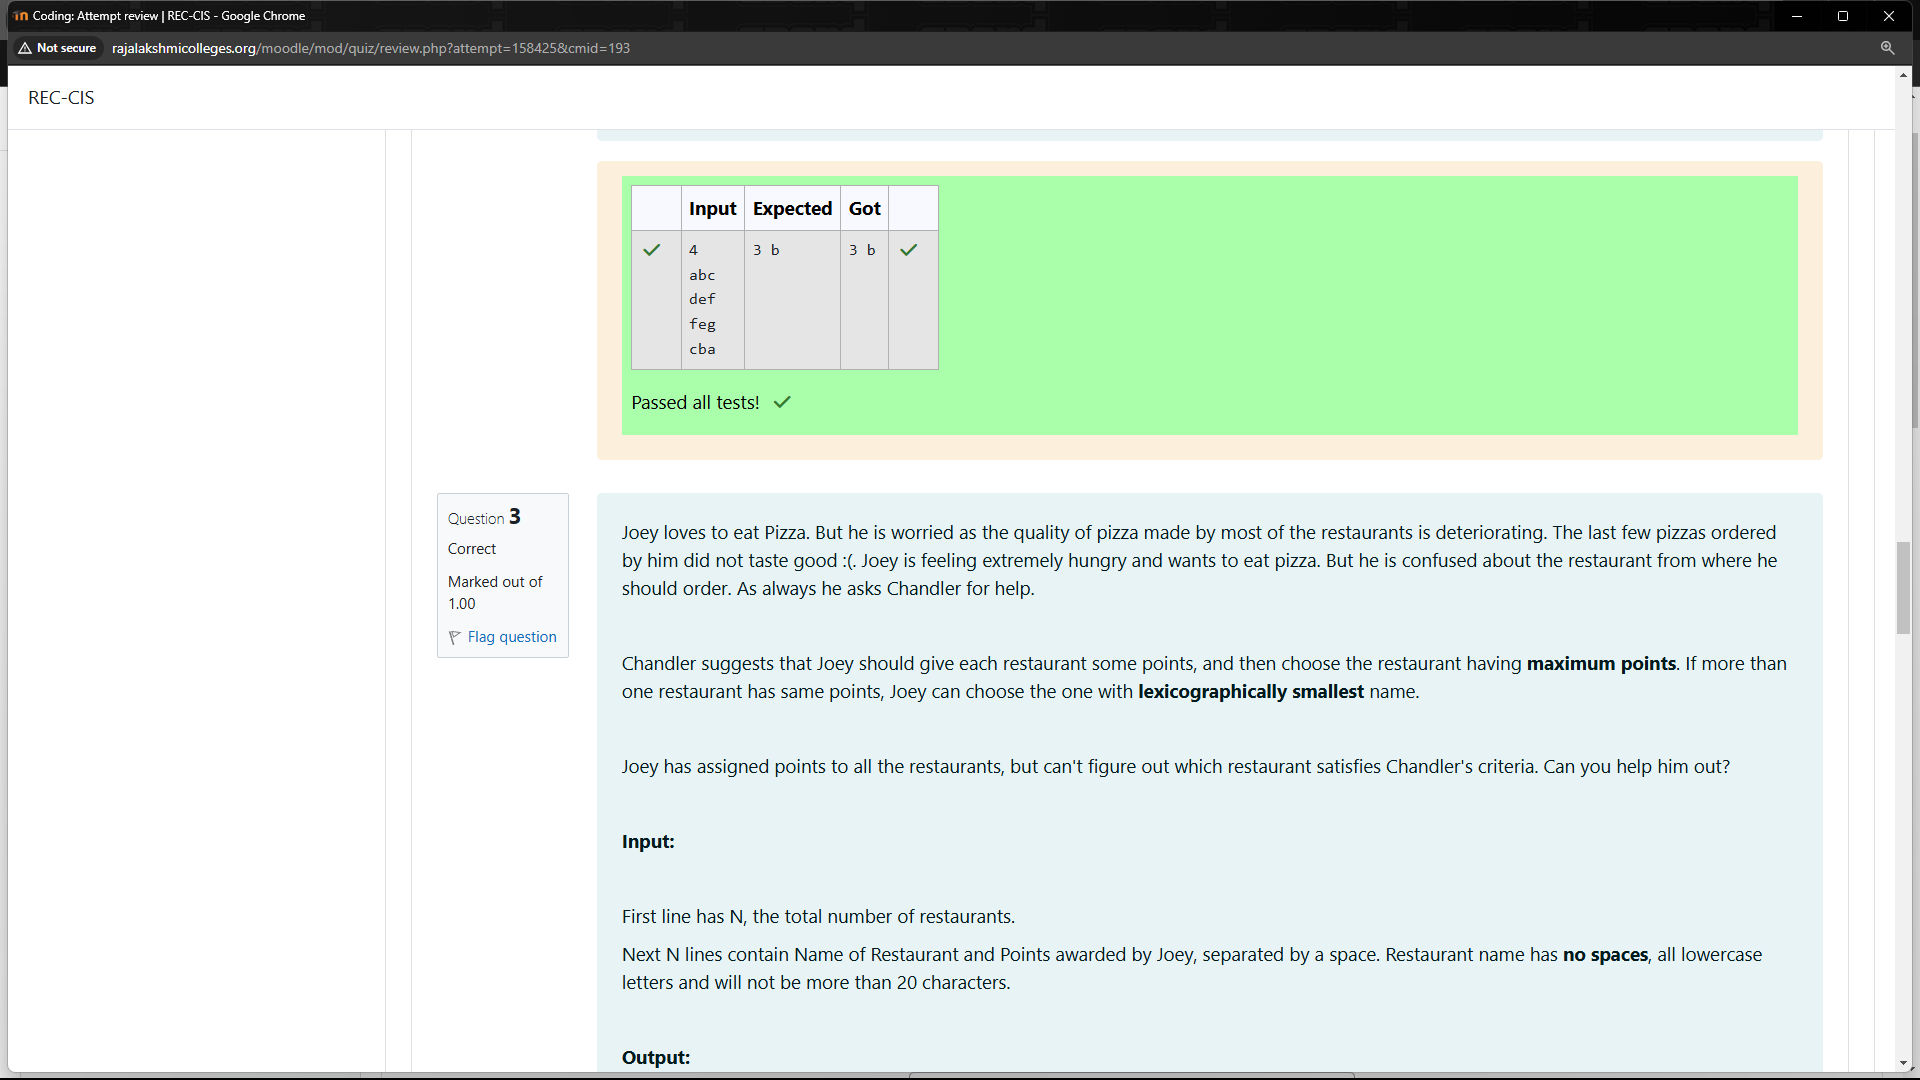 Coding: Attempt review | REC-CIS - Google Chrome
Not secure rajalakshmicolleges.org/moodle/mod/quiz/review.php?attempt=158425&cmid=193
REC-CIS
Input Expected Got
4 3 b 3 b
abc
def
feg
cba
Passed all tests!
Question 3
Correct
Marked out of
1.00
Flag question
Joey loves to eat Pizza. But he is worried as the quality of pizza made by most of the restaurants is deteriorating. The last few pizzas ordered
by him did not taste good :(. Joey is feeling extremely hungry and wants to eat pizza. But he is confused about the restaurant from where he
should order. As always he asks Chandler for help.
Chandler suggests that Joey should give each restaurant some points, and then choose the restaurant having maximum points. If more than
one restaurant has same points, Joey can choose the one with lexicographically smallest name.
Joey has assigned points to all the restaurants, but can't figure out which restaurant satisfies Chandler's criteria. Can you help him out?
Input:
First line has N, the total number of restaurants.
Next N lines contain Name of Restaurant and Points awarded by Joey, separated by a space. Restaurant name has no spaces, all lowercase
letters and will not be more than 20 characters.
Output: